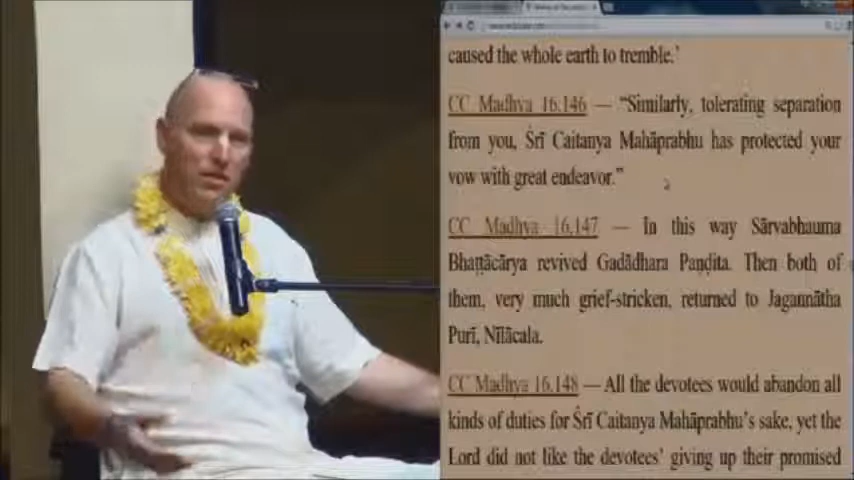 caused the whole earth to tremble.'
CC Madhya 16.146 — “Similarly, tolerating separation
from you, Śrī Caitanya Mahāprabhu has protected your
vow with great endeavor.”
CC Madhya 16.147 — In this way Sārvabhauma
Bhaṭṭācārya revived Gadādhara Paṇḍita. Then both of
them, very much grief-stricken, returned to Jagannātha
Purī, Nīlācala.
CC Madhya 16.148 — All the devotees would abandon all
kinds of duties for Śrī Caitanya Mahāprabhu's sake, yet the
Lord did not like the devotees' giving up their promised